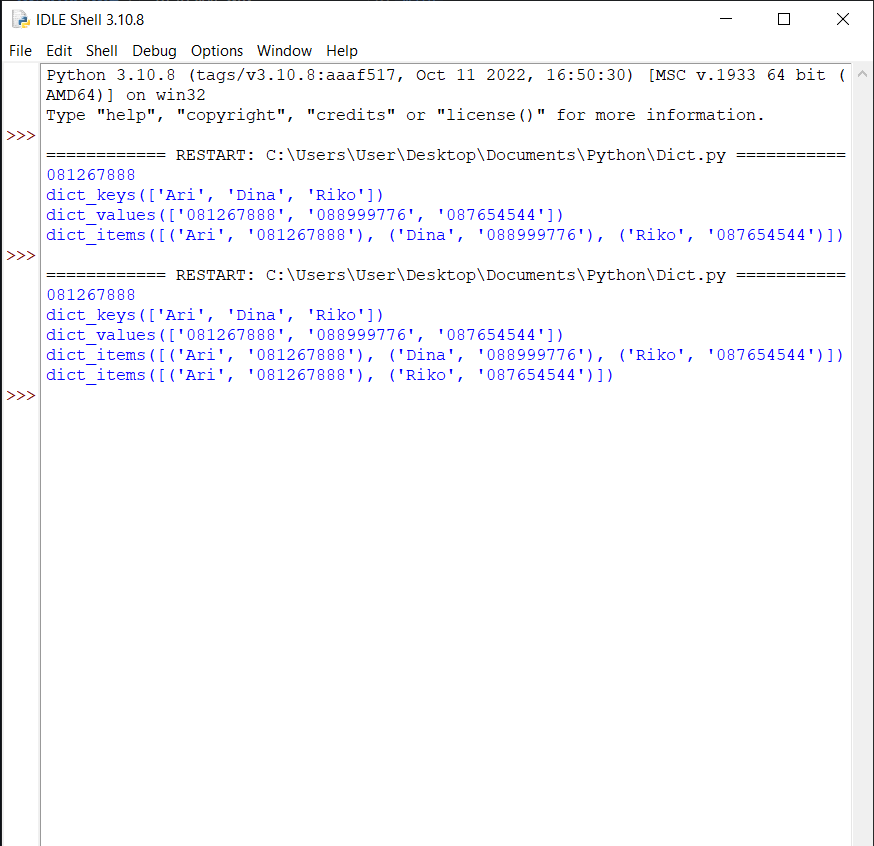 IDLE Shell 3.10.8
File Edit Shell Debug Options Window Help
Python 3.10.8 (tags/v3.10.8:aaaf517, Oct 11 2022, 16:50:30) [MSC v.1933 64 bit (
AMD64)] on win32
Type "help", "copyright", "credits" or "license()" for more information.
>>>
============ RESTART: C:\Users\User\Desktop\Documents\Python\Dict.py ===========
081267888
dict_keys(['Ari', 'Dina', 'Riko'])
dict_values(['081267888', '088999776', '087654544'])
dict_items([('Ari', '081267888'), ('Dina', '088999776'), ('Riko', '087654544')])
>>>
============ RESTART: C:\Users\User\Desktop\Documents\Python\Dict.py ===========
081267888
dict_keys(['Ari', 'Dina', 'Riko'])
dict_values(['081267888', '088999776', '087654544'])
dict_items([('Ari', '081267888'), ('Dina', '088999776'), ('Riko', '087654544')])
dict_items([('Ari', '081267888'), ('Riko', '087654544')])
>>>